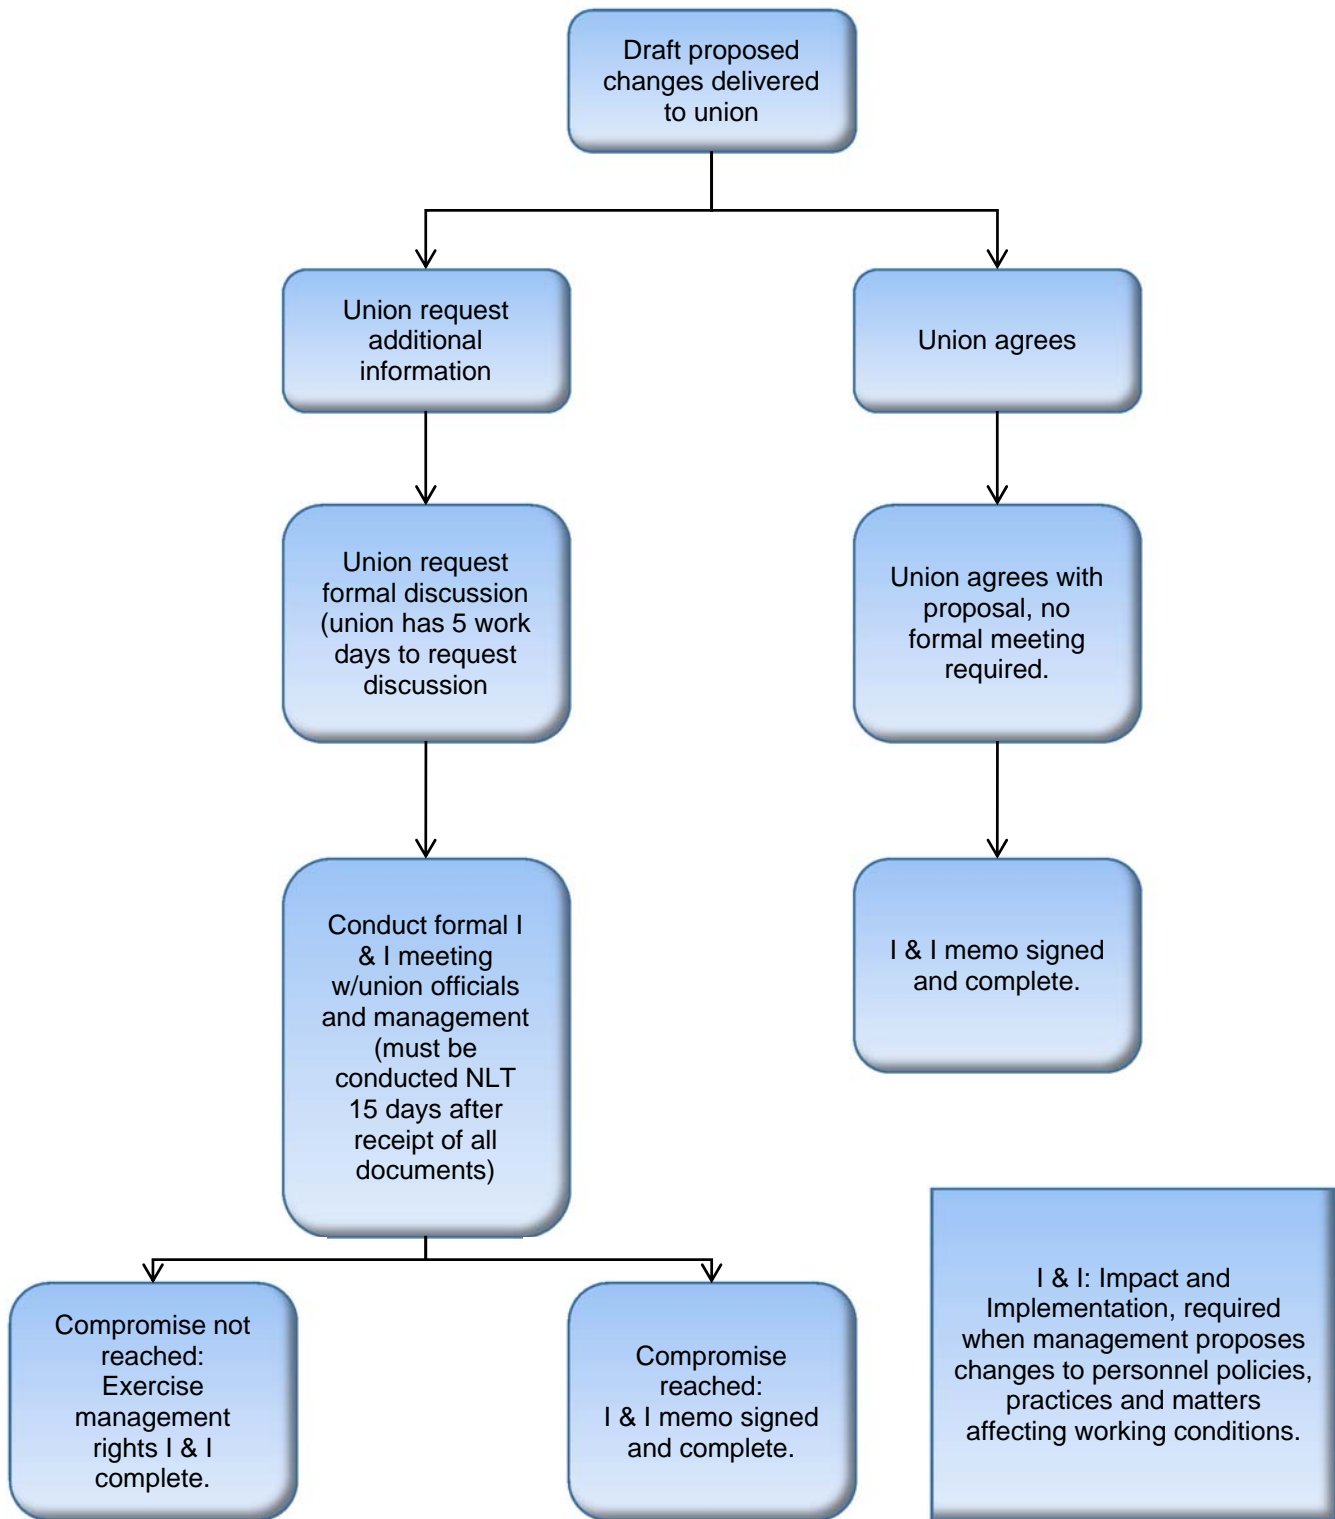 Draft proposed
changes delivered
to union
Union request
additional
information
Union agrees
Union request
formal discussion
(union has 5 work
days to request
discussion
Union agrees with
proposal, no
formal meeting
required.
Conduct formal I
& I meeting
w/union officials
and management
(must be
conducted NLT
15 days after
receipt of all
documents)
I & I memo signed
and complete.
Compromise not
reached:
Exercise
management
rights I & I
complete.
Compromise
reached:
I & I memo signed
and complete.
I & I: Impact and
Implementation, required
when management proposes
changes to personnel policies,
practices and matters
affecting working conditions.